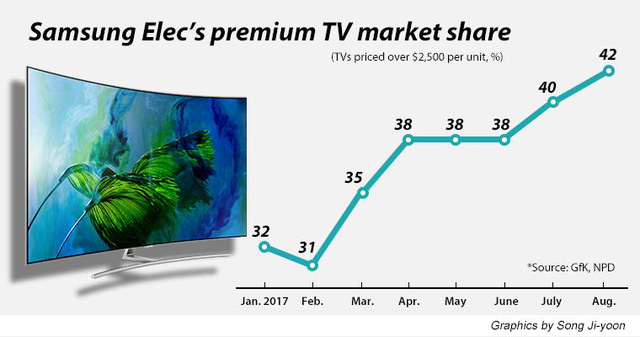 Samsung Elec's premium TV market share
(TVs priced over $2,500 per unit, %)
32
31
35
38
38
38
40
42
*Source: GfK, NPD
Jan. 2017 Feb. Mar. Apr. May June July Aug.
Graphics by Song Ji-yoon